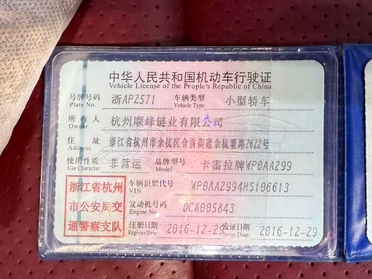 中华人民共和国机动车行驶证
Vehicle License of the People's Republic of China
号牌号码 浙APZ571 车辆类型 小型轿车
Plate No. Vehicle Type
所有人 杭州顺峰链业有限公司
Owner
住址 浙江省杭州市余杭区仓前街道余杭塘路2622号
Address
使用性质 非营运 品牌型号 卡雷拉牌WP0AA299
Use Character Model
浙江省杭州市公安局交通警察支队
车辆识别代号 WP0AA2994HS106613
VIN
发动机号码 DCK005843
Engine No.
注册日期 2016-12-29 发证日期 2016-12-29
Register Date Issue Date